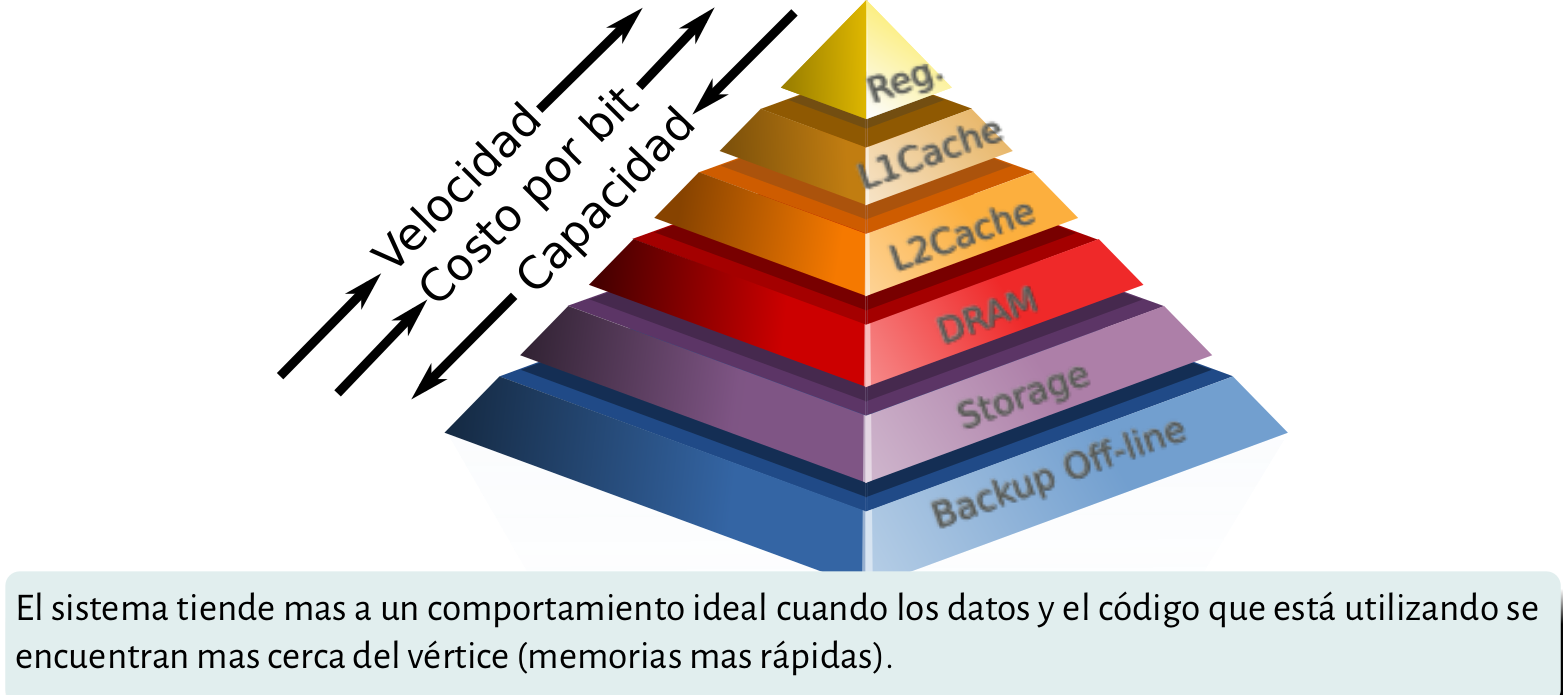 Velocidad
Costo por bit
Capacidad
Reg.
L1Cache
L2Cache
DRAM
Storage
Backup Off-line
El sistema tiende mas a un comportamiento ideal cuando los datos y el código que está utilizando se
encuentran mas cerca del vértice (memorias mas rápidas).